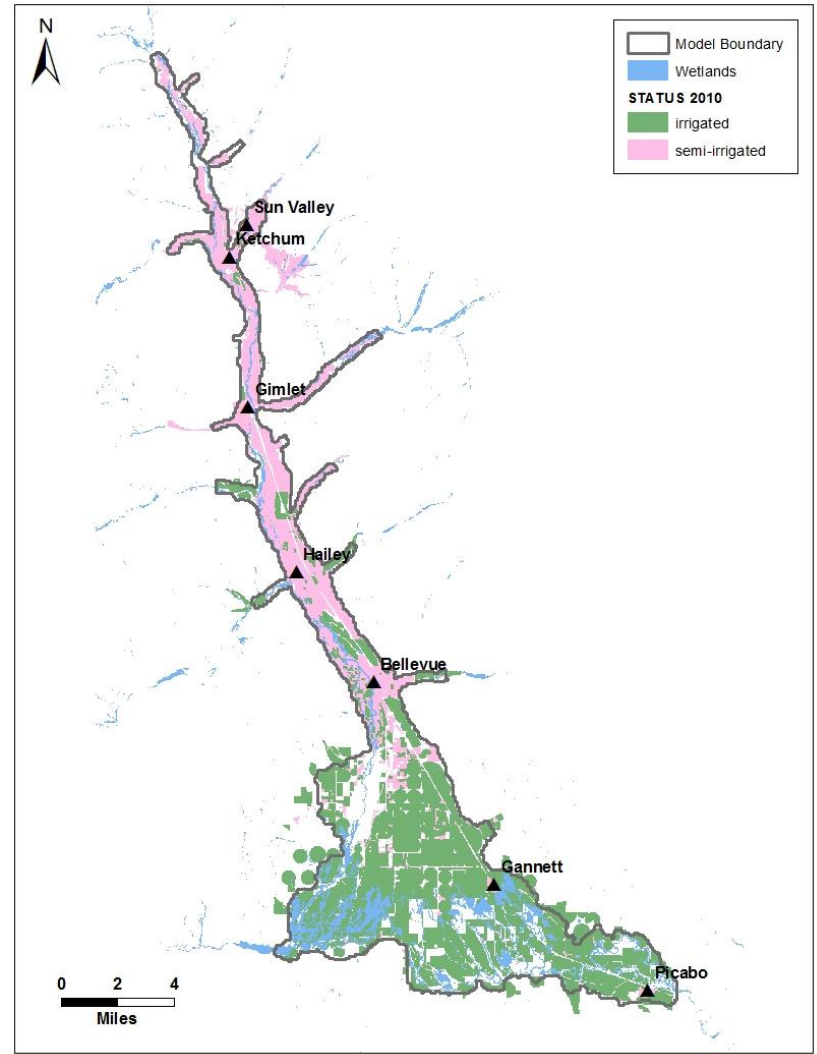 N
Model Boundary
Wetlands
STATUS 2010
irrigated
semi-irrigated
Sun Valley
Ketchum
Gimlet
Hailey
Bellevue
Gannett
Picabo
0 2 4
Miles